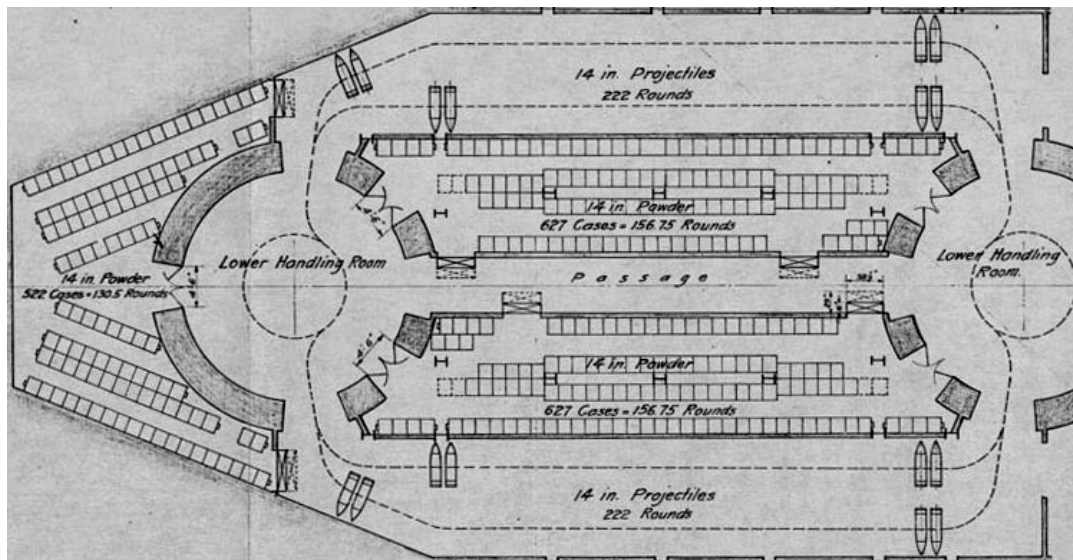 14 in. Projectiles
222 Rounds
14 in. Powder
627 Cases = 156.75 Rounds
Lower Handling Room
Passage
Lower Handling
Room.
14 in. Powder
522 Cases = 130.5 Rounds
4'-6"
14 in. Powder
627 Cases = 156.75 Rounds
14 in. Projectiles
222 Rounds